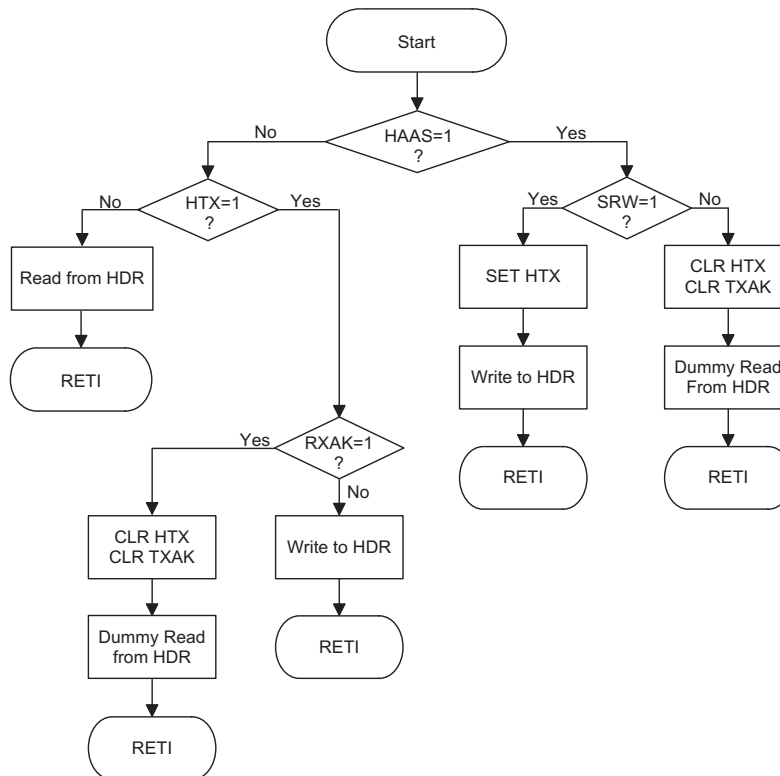 Start
HAAS=1
?
No
Yes
HTX=1
?
No
Yes
SRW=1
?
Yes
No
Read from HDR
SET HTX
CLR HTX
CLR TXAK
RETI
Write to HDR
Dummy Read
From HDR
RXAK=1
?
Yes
No
RETI
RETI
CLR HTX
CLR TXAK
Write to HDR
Dummy Read
from HDR
RETI
RETI